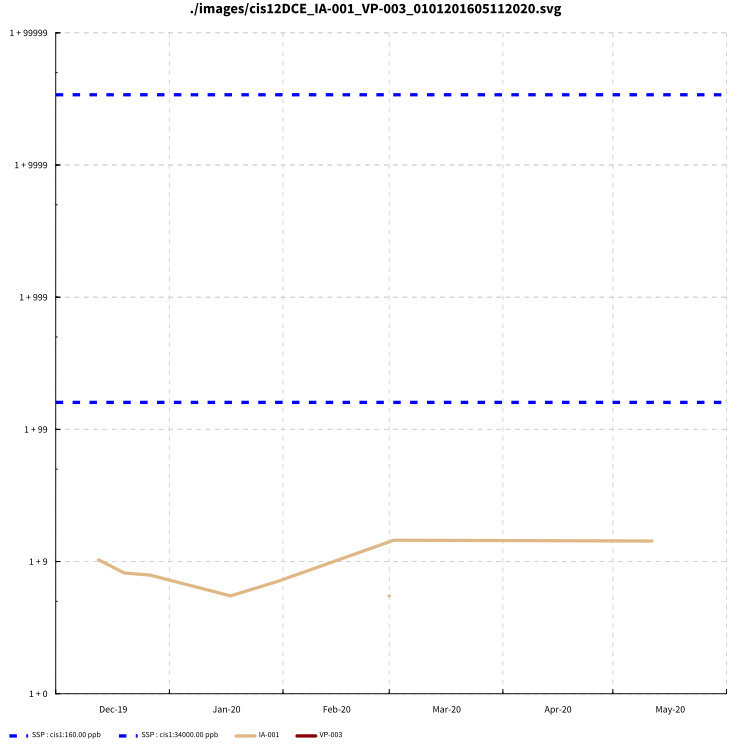 ./images/cis12DCE_IA-001_VP-003_0101201605112020.svg
1+99999
1+9999
1+999
1+99
1+9
1+0
Dec-19 Jan-20 Feb-20 Mar-20 Apr-20 May-20
SSP : cis1:160.00 ppb SSP : cis1:34000.00 ppb IA-001 VP-003